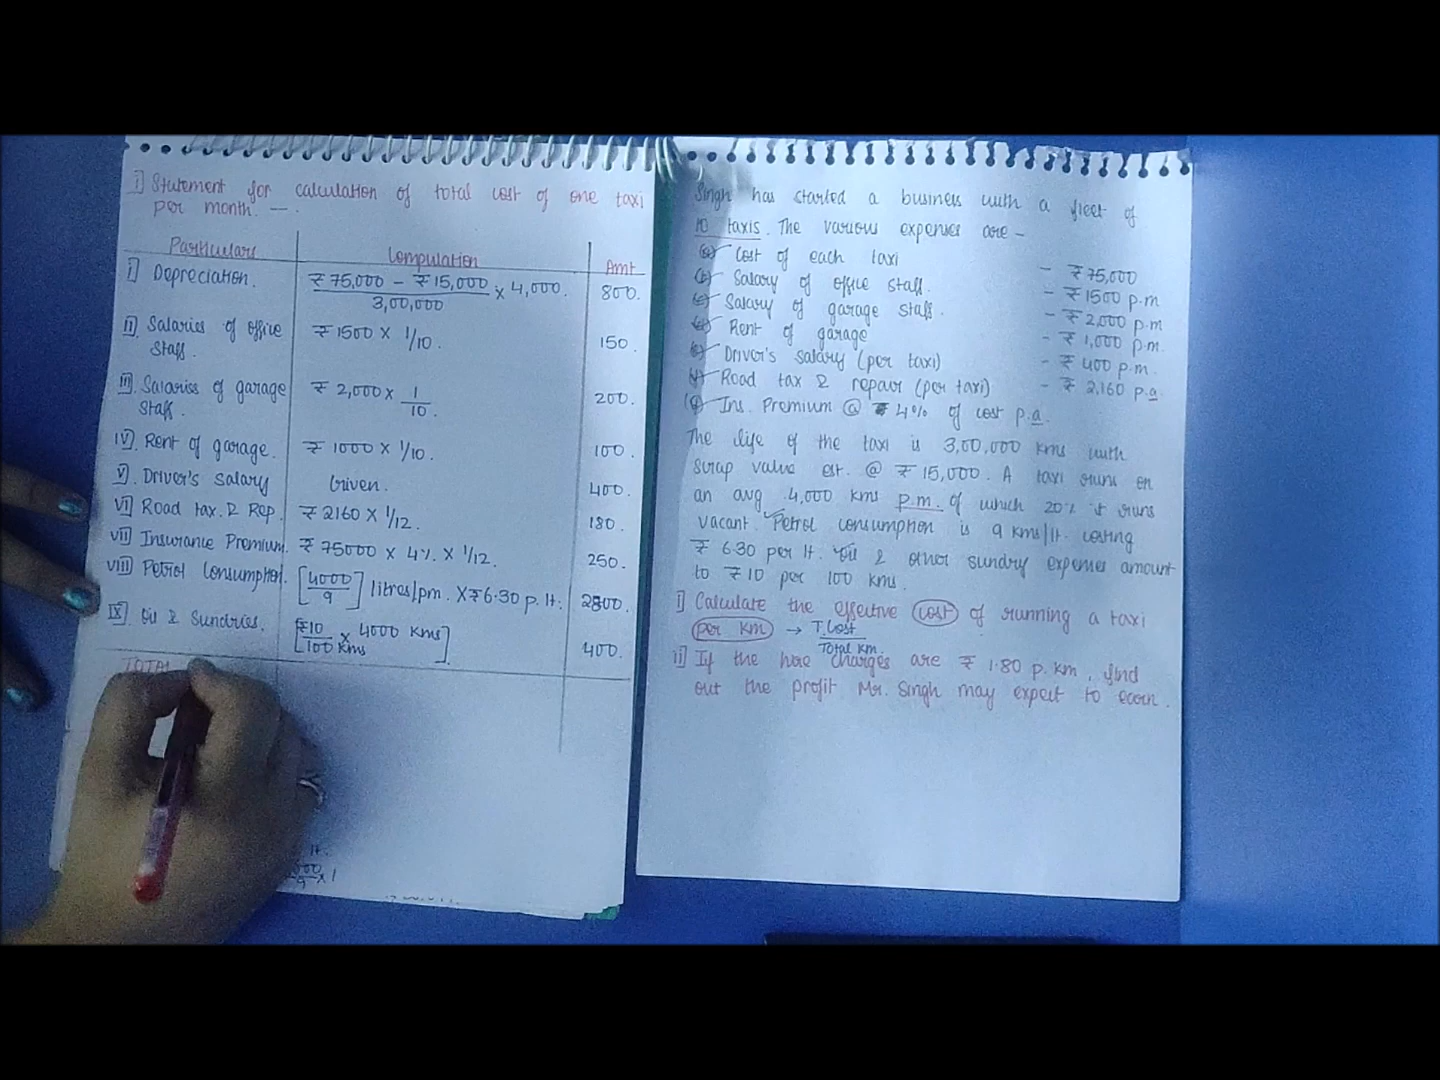 i] Statement for calculation of total cost of one taxi
per month. —.
Particulars Computation Amt
i] Depreciation. ₹ 75,000 - ₹ 15,000 × 4,000. 800.
3,00,000
ii] Salaries of office ₹ 1500 × 1/10. 150.
Staff.
iii] Salaries of garage ₹ 2,000 × 1 200.
Staff. 10.
iv] Rent of garage. ₹ 1000 × 1/10. 100.
v] Driver's Salary Given. 400.
vi] Road tax. & Rep. ₹ 2160 × 1/12. 180.
vii] Insurance Premium. ₹ 75000 × 4% × 1/12. 250.
viii] Petrol Consumption. [4000/9] litres/pm. × ₹ 6.30 p. lt. 2800.
ix] Oil & Sundries. [₹10/100 kms × 4000 kms] 400.
TOTAL
lt.
Singh has started a business with a fleet of
10 taxis. The various expenses are -
(a) Cost of each taxi - ₹ 75,000
(b) Salary of office staff. - ₹ 1500 p.m
(c) Salary of garage staff. - ₹ 2,000 p.m
(d) Rent of garage - ₹ 1,000 p.m.
(e) Driver's salary (per taxi) - ₹ 400 p.m.
(f) Road tax & repair (per taxi) - ₹ 2,160 p.a.
(g) Ins. Premium @ 4% of cost p.a.
The life of the taxi is 3,00,000 kms with
scrap value est. @ ₹ 15,000. A taxi runs on
an avg 4,000 kms p.m. of which 20% it runs
vacant. Petrol consumption is 9 kms/lt. costing
₹ 6.30 per lt. Oil & other sundry expenses amount
to ₹ 10 per 100 kms.
i] Calculate the effective cost of running a taxi
per km → T.Cost
Total km.
ii] If the hire charges are ₹ 1.80 p. km, find
out the profit Mr. Singh may expect to earn.